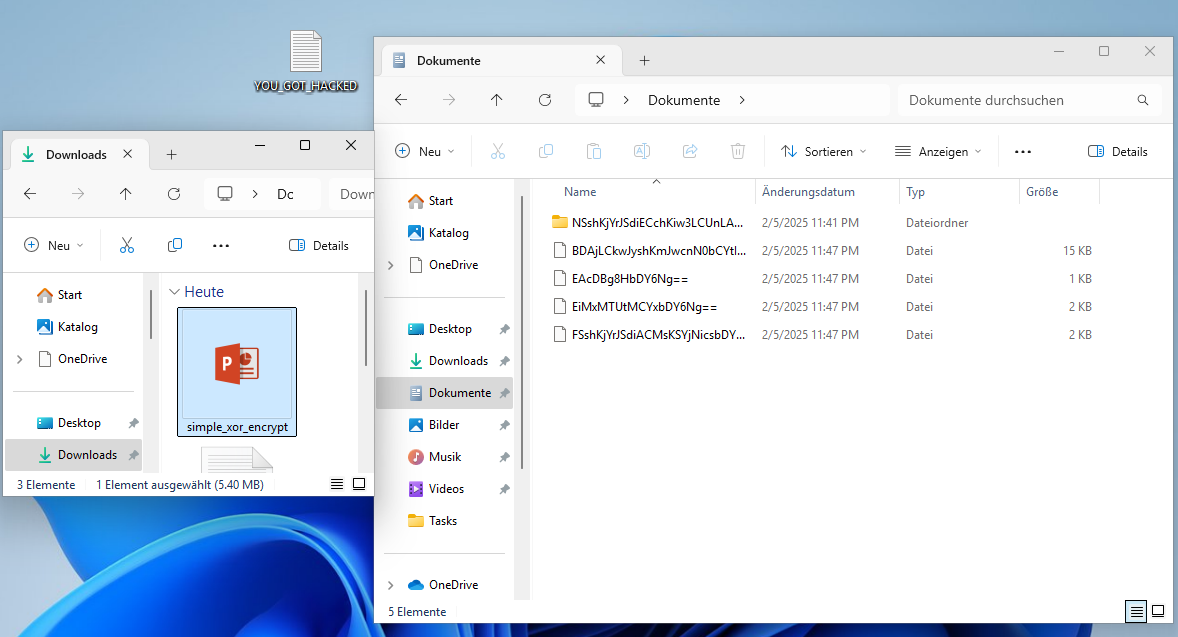 YOU_GOT_HACKED
Dokumente
Dokumente
Dokumente durchsuchen
Neu
Sortieren
Anzeigen
Details
Start
Katalog
OneDrive
Desktop
Downloads
Dokumente
Bilder
Musik
Videos
Tasks
OneDrive
Name Änderungsdatum Typ Größe
NSshKjYrJSdiECchKiw3LCUnLA... 2/5/2025 11:41 PM Dateiordner
BDAjLCkwJyshKmJwcnN0bCYtl... 2/5/2025 11:47 PM Datei 15 KB
EAcDBg8HbDY6Ng== 2/5/2025 11:47 PM Datei 1 KB
EiMxMTUtMCYxbDY6Ng== 2/5/2025 11:47 PM Datei 2 KB
FSshKjYrJSdiACMsKSYjNicsbDY... 2/5/2025 11:47 PM Datei 2 KB
5 Elemente
Downloads
Dc
Down
Neu
Details
Start
Katalog
OneDrive
Desktop
Downloads
Heute
P
simple_xor_encrypt
3 Elemente 1 Element ausgewählt (5.40 MB)